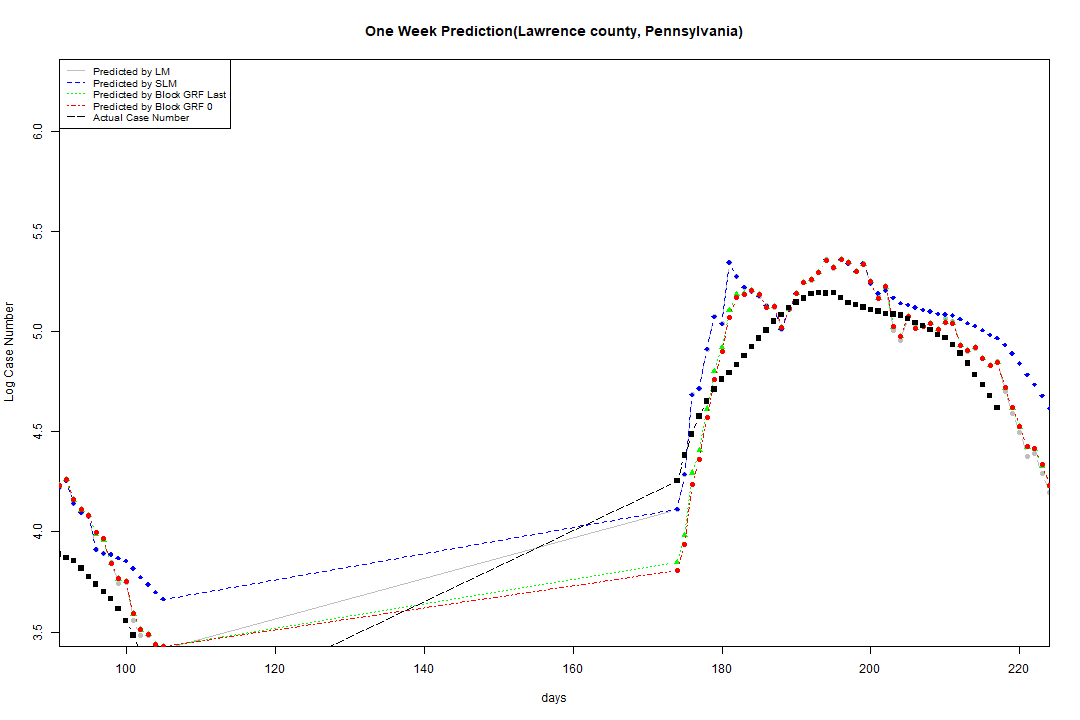 One Week Prediction(Lawrence county, Pennsylvania)
Predicted by LM
Predicted by SLM
Predicted by Block GRF Last
Predicted by Block GRF 0
Actual Case Number
6.0
5.5
5.0
4.5
4.0
3.5
Log Case Number
100 120 140 160 180 200 220
days